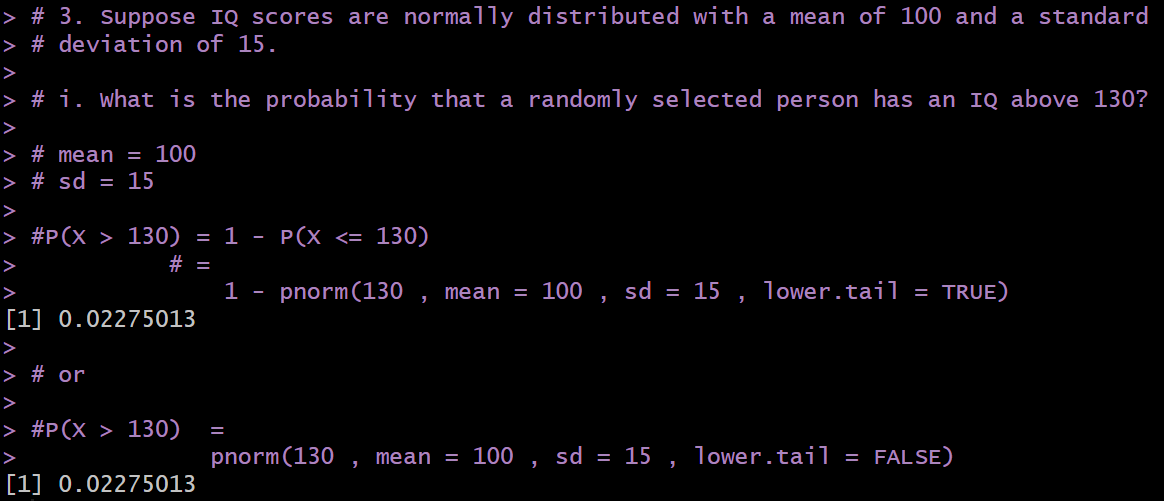 > # 3. Suppose IQ scores are normally distributed with a mean of 100 and a standard
> # deviation of 15.
>
> # i. What is the probability that a randomly selected person has an IQ above 130?
>
> # mean = 100
> # sd = 15
>
> #P(X > 130) = 1 - P(X <= 130)
>           # =
>               1 - pnorm(130 , mean = 100 , sd = 15 , lower.tail = TRUE)
[1] 0.02275013
>
> # or
>
> #P(X > 130)  =
>              pnorm(130 , mean = 100 , sd = 15 , lower.tail = FALSE)
[1] 0.02275013